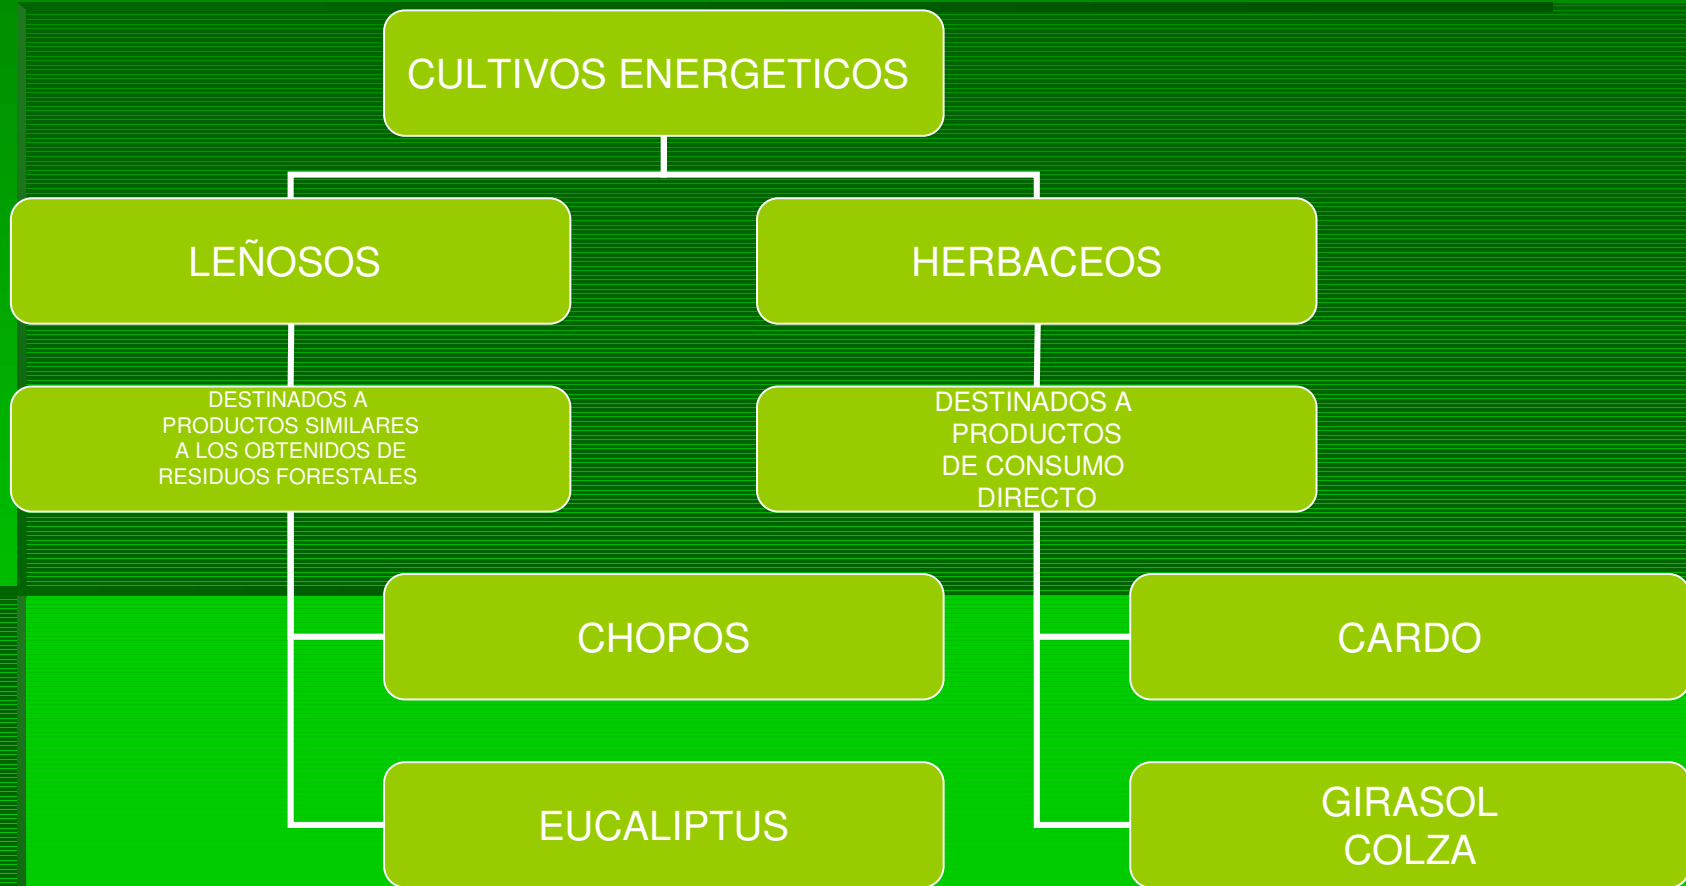 CULTIVOS ENERGETICOS
LEÑOSOS
HERBACEOS
DESTINADOS A
PRODUCTOS SIMILARES
A LOS OBTENIDOS DE
RESIDUOS FORESTALES
DESTINADOS A
PRODUCTOS
DE CONSUMO
DIRECTO
CHOPOS
CARDO
EUCALIPTUS
GIRASOL
COLZA